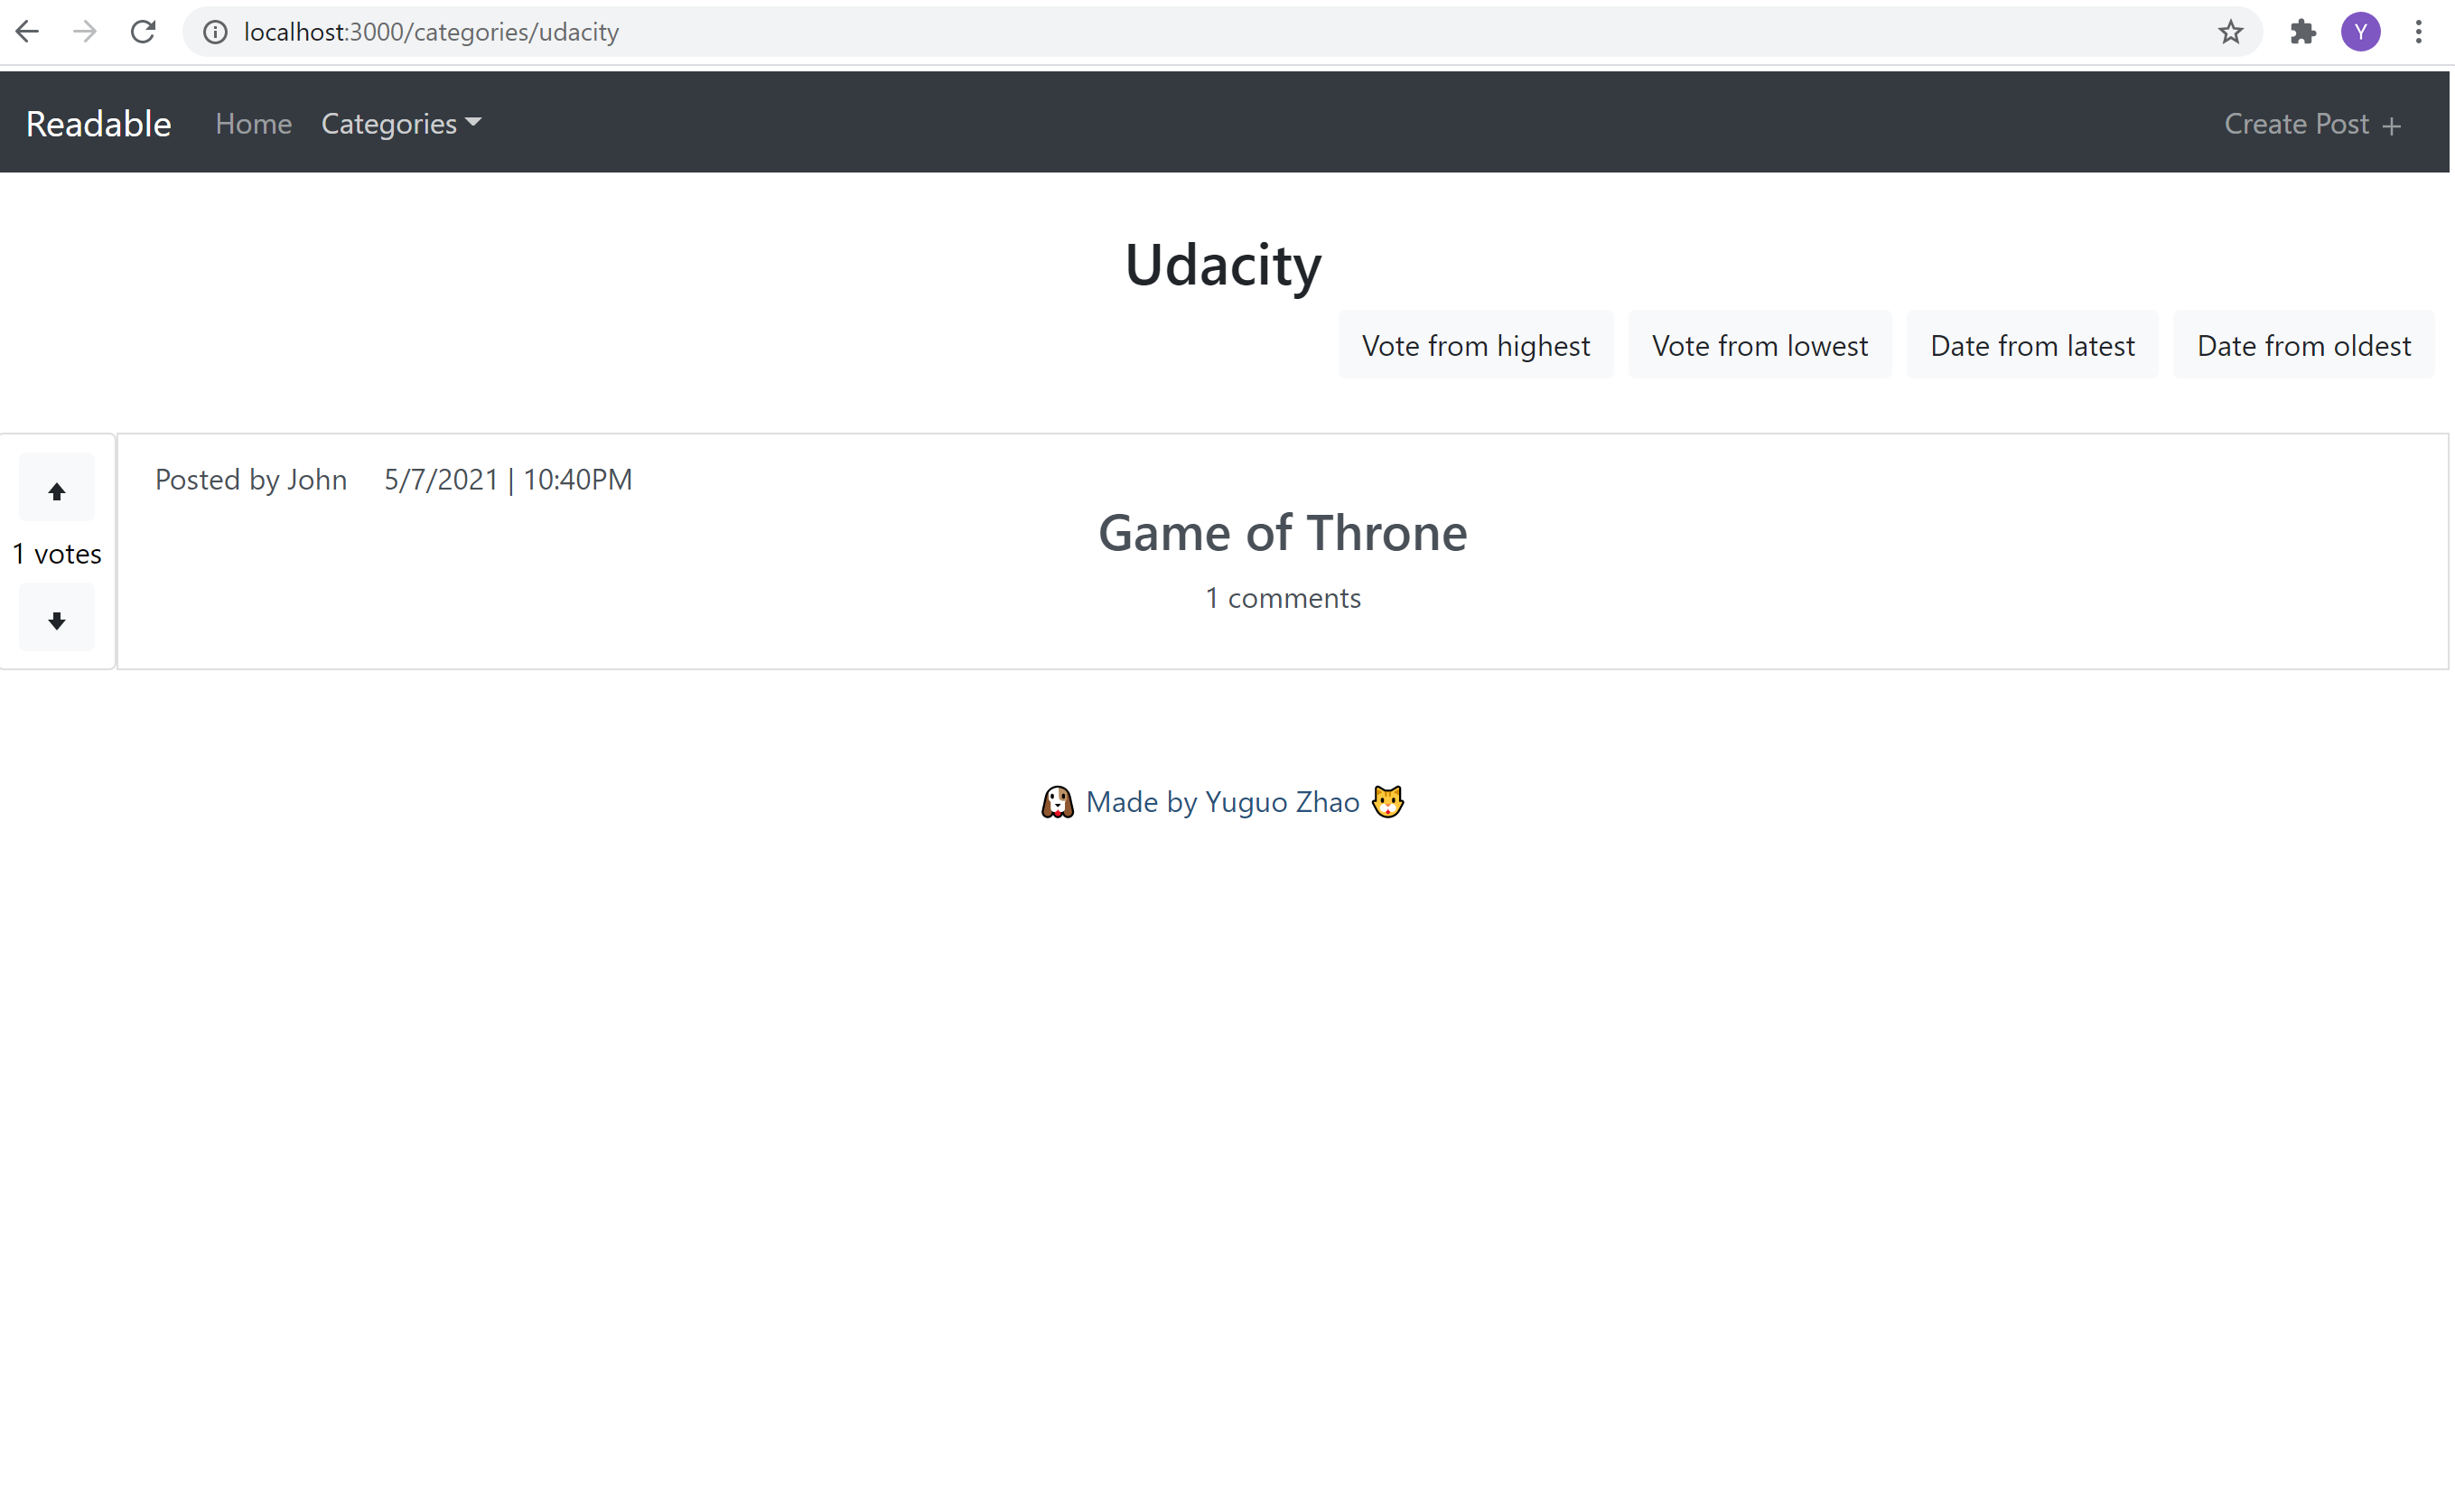 localhost:3000/categories/udacity
Y
Readable Home Categories Create Post +
Udacity
Vote from highest Vote from lowest Date from latest Date from oldest
Posted by John 5/7/2021 | 10:40PM
Game of Throne
1 votes
1 comments
🐶 Made by Yuguo Zhao 🐱